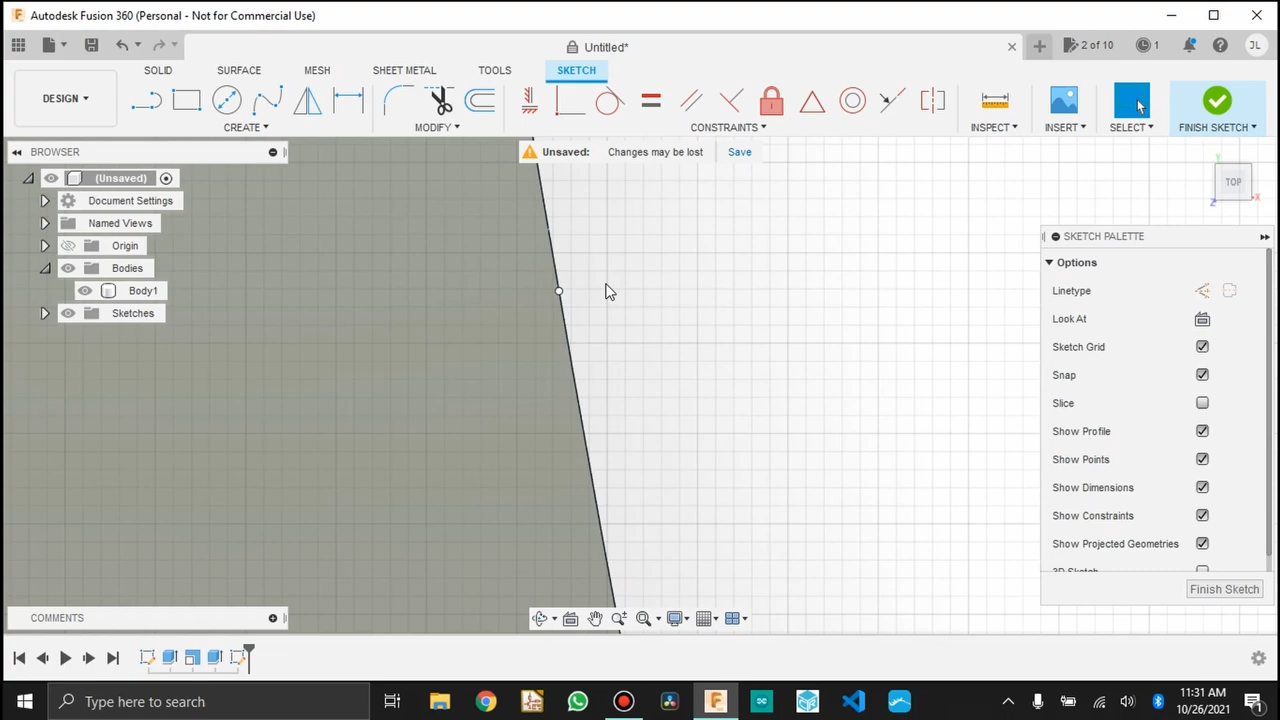 Autodesk Fusion 360 (Personal - Not for Commercial Use)
Untitled*
2 of 10
1
JL
DESIGN
SOLID SURFACE MESH SHEET METAL TOOLS SKETCH
CREATE MODIFY CONSTRAINTS INSPECT INSERT SELECT FINISH SKETCH
BROWSER
Unsaved: Changes may be lost Save
(Unsaved)
Document Settings
Named Views
Origin
Bodies
Body1
Sketches
Y
TOP
X
Z
SKETCH PALETTE
Options
Linetype
Look At
Sketch Grid
Snap
Slice
Show Profile
Show Points
Show Dimensions
Show Constraints
Show Projected Geometries
3D Sketch
Finish Sketch
COMMENTS
Type here to search
11:31 AM
10/26/2021